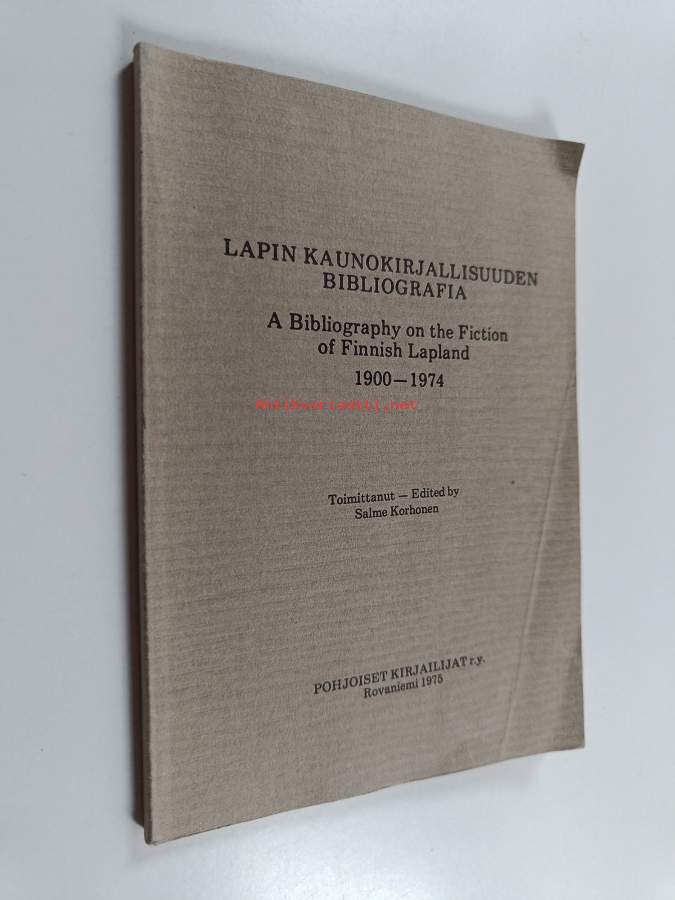 LAPIN KAUNOKIRJALLISUUDEN
BIBLIOGRAFIA
A Bibliography on the Fiction
of Finnish Lapland
1900—1974
Antikvariaatti.net
Toimittanut — Edited by
Salme Korhonen
POHJOISET KIRJAILIJAT r.y.
Rovaniemi 1975